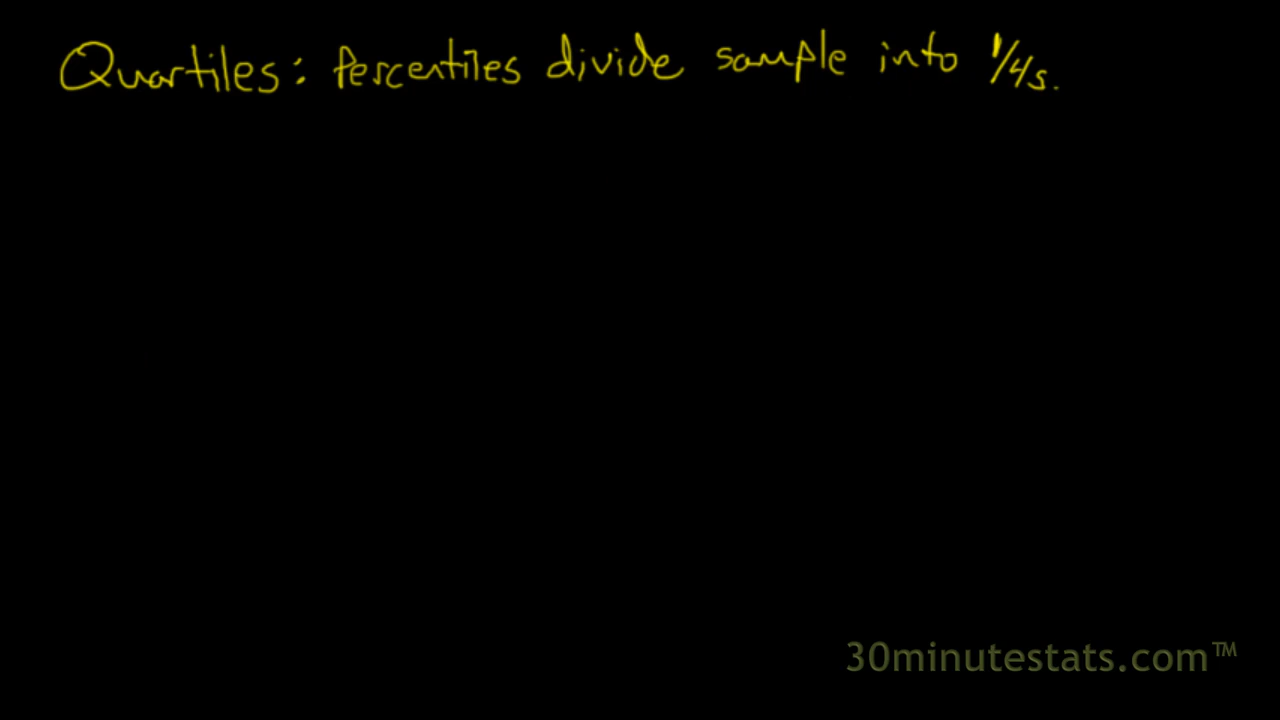 Quartiles: Percentiles divide sample into 1/4s.
30minutestats.com™